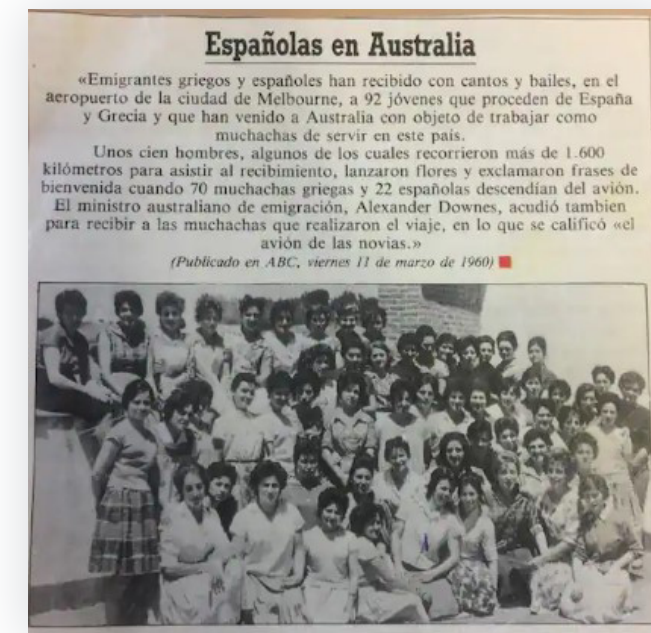 Españolas en Australia
«Emigrantes griegos y españoles han recibido con cantos y bailes, en el
aeropuerto de la ciudad de Melbourne, a 92 jóvenes que proceden de España
y Grecia y que han venido a Australia con objeto de trabajar como
muchachas de servir en este país.
Unos cien hombres, algunos de los cuales recorrieron más de 1.600
kilómetros para asistir al recibimiento, lanzaron flores y exclamaron frases de
bienvenida cuando 70 muchachas griegas y 22 españolas descendían del avión.
El ministro australiano de emigración, Alexander Downes, acudió tambien
para recibir a las muchachas que realizaron el viaje, en lo que se calificó «el
avión de las novias.»
(Publicado en ABC, viernes 11 de marzo de 1960)